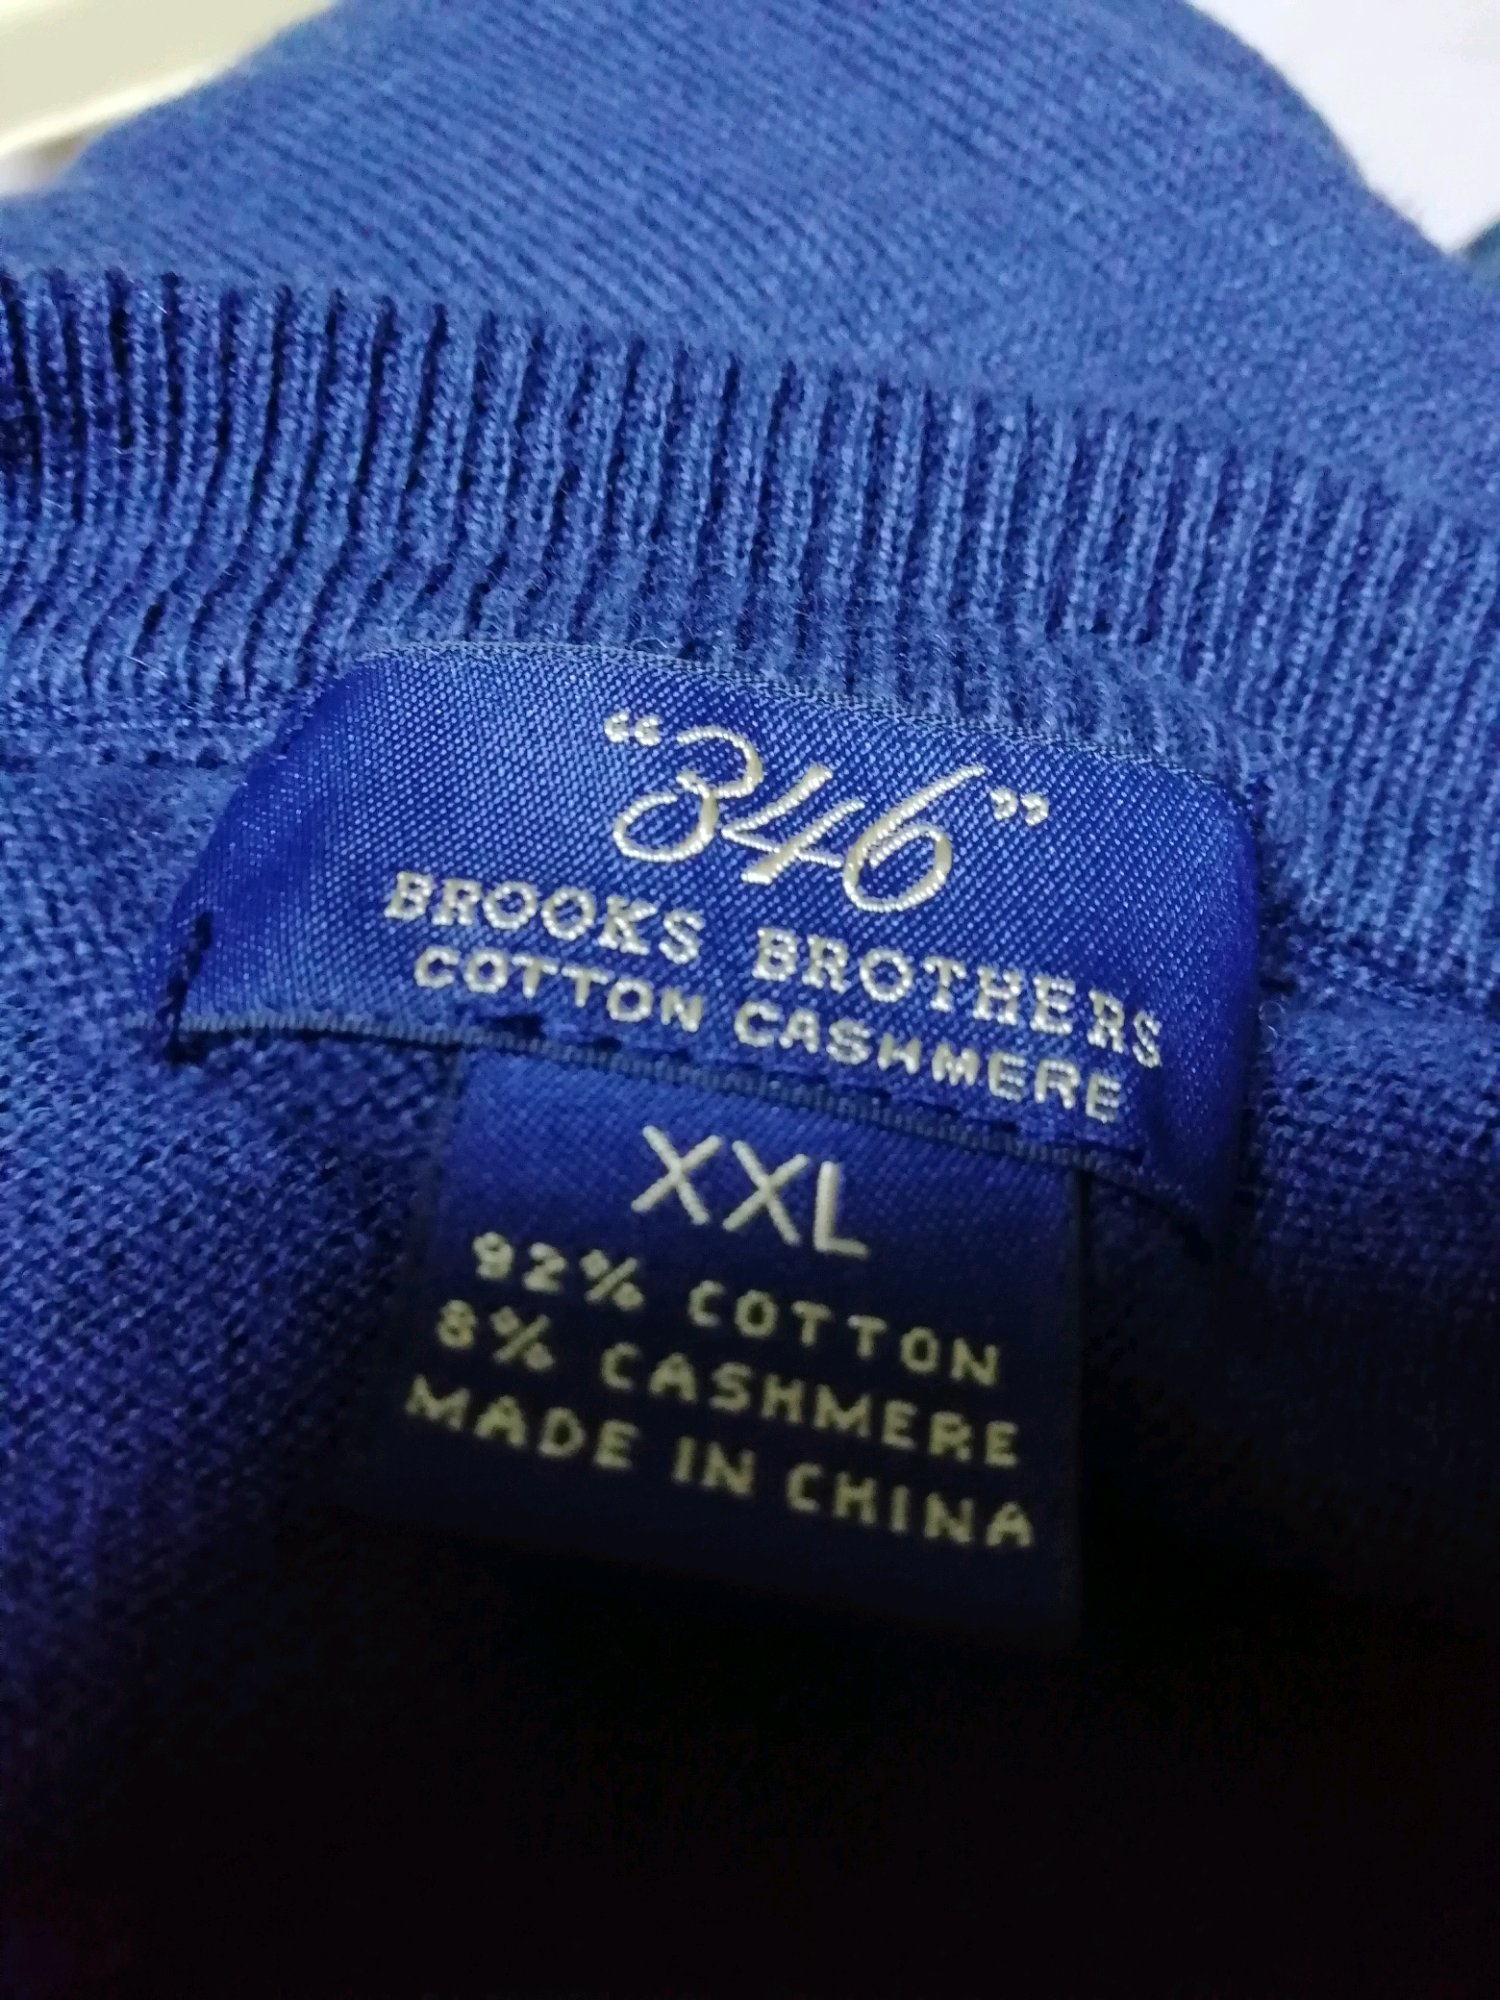 “346”
BROOKS BROTHERS
COTTON CASHMERE
XXL
92% COTTON
8% CASHMERE
MADE IN CHINA